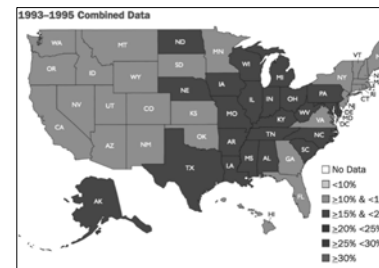 1993–1995 Combined Data
WA
MT
ND
MN
VT
OR
ID
SD
WI
MI
NY
WY
IA
PA
NE
NV
UT
CO
IL
IN
OH
WV
VA
CA
KS
MO
KY
NC
TN
AZ
NM
OK
AR
SC
MS
AL
GA
TX
LA
FL
AK
HI
DE
DC
No Data
<10%
≥10% & <1
≥15% & <2
≥20% <25%
≥25% <30%
≥30%